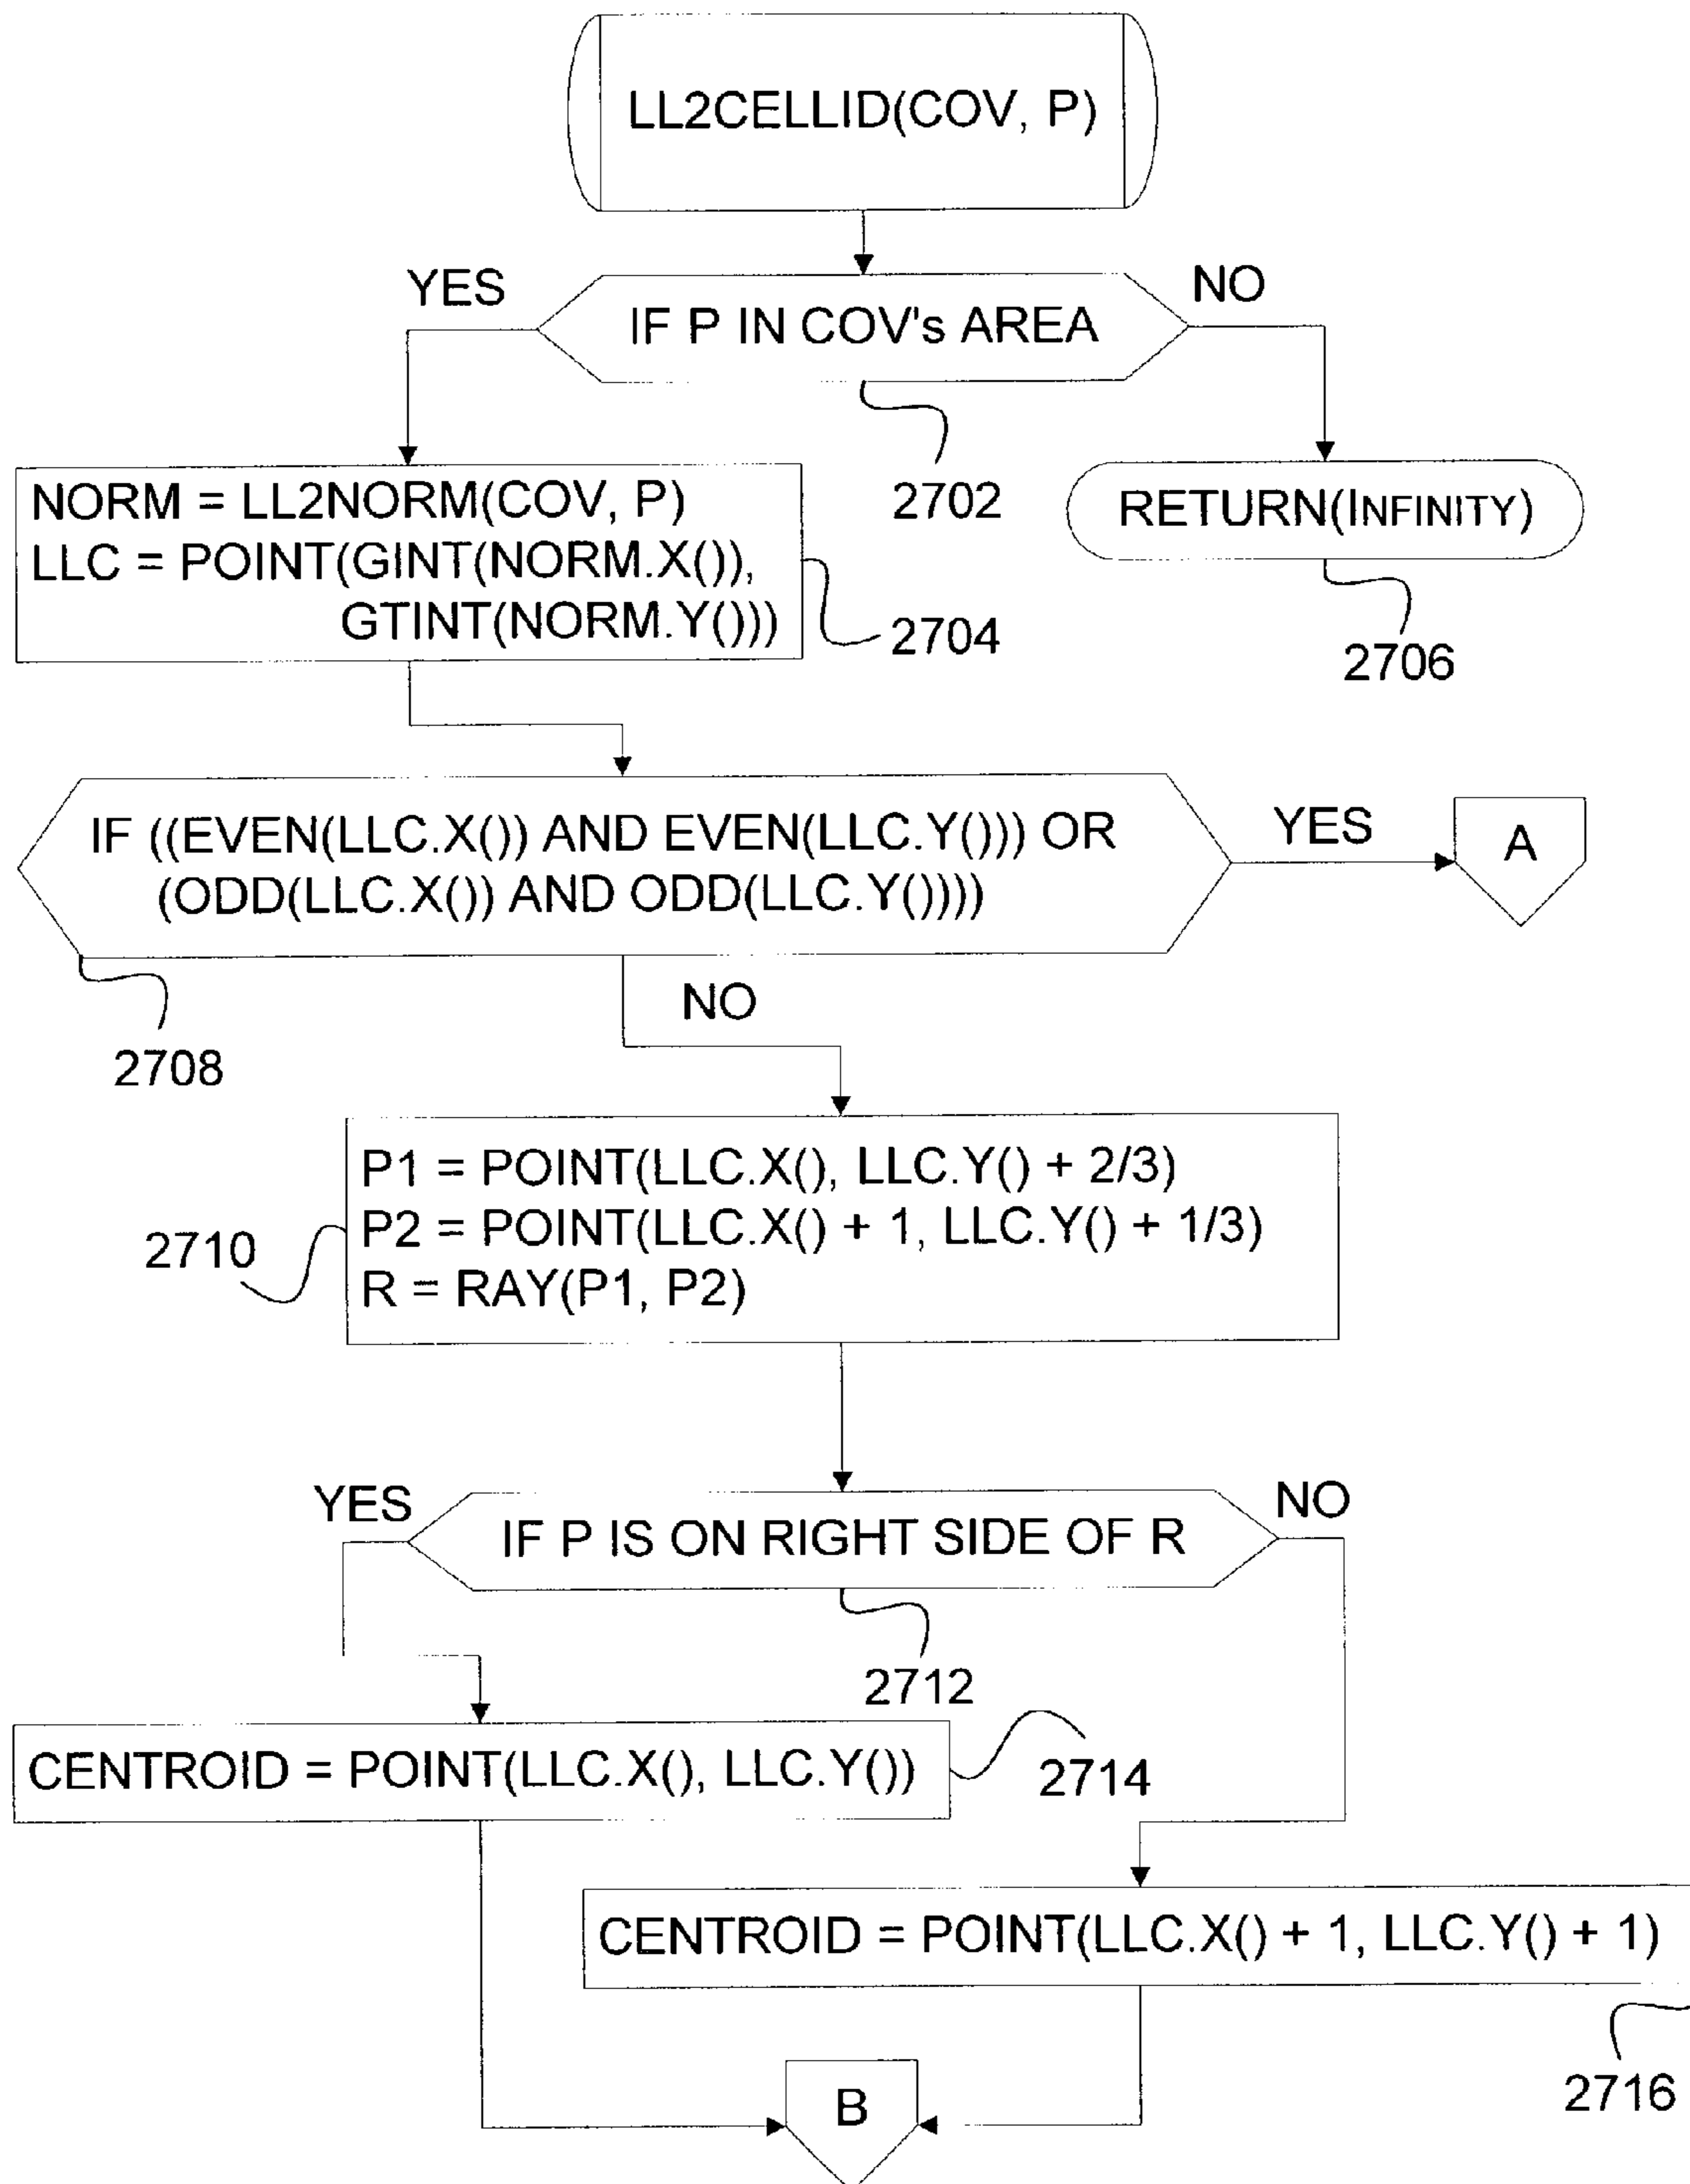 LL2CELLID(COV, P)
YES
NO
IF P IN COV's AREA
2702
NORM = LL2NORM(COV, P)
LLC = POINT(GINT(NORM.X()),
GTINT(NORM.Y()))
2704
RETURN(INFINITY)
2706
IF ((EVEN(LLC.X()) AND EVEN(LLC.Y())) OR
(ODD(LLC.X()) AND ODD(LLC.Y())))
YES
A
2708
NO
P1 = POINT(LLC.X(), LLC.Y() + 2/3)
P2 = POINT(LLC.X() + 1, LLC.Y() + 1/3)
R = RAY(P1, P2)
2710
YES
NO
IF P IS ON RIGHT SIDE OF R
2712
CENTROID = POINT(LLC.X(), LLC.Y())
2714
CENTROID = POINT(LLC.X() + 1, LLC.Y() + 1)
2716
B